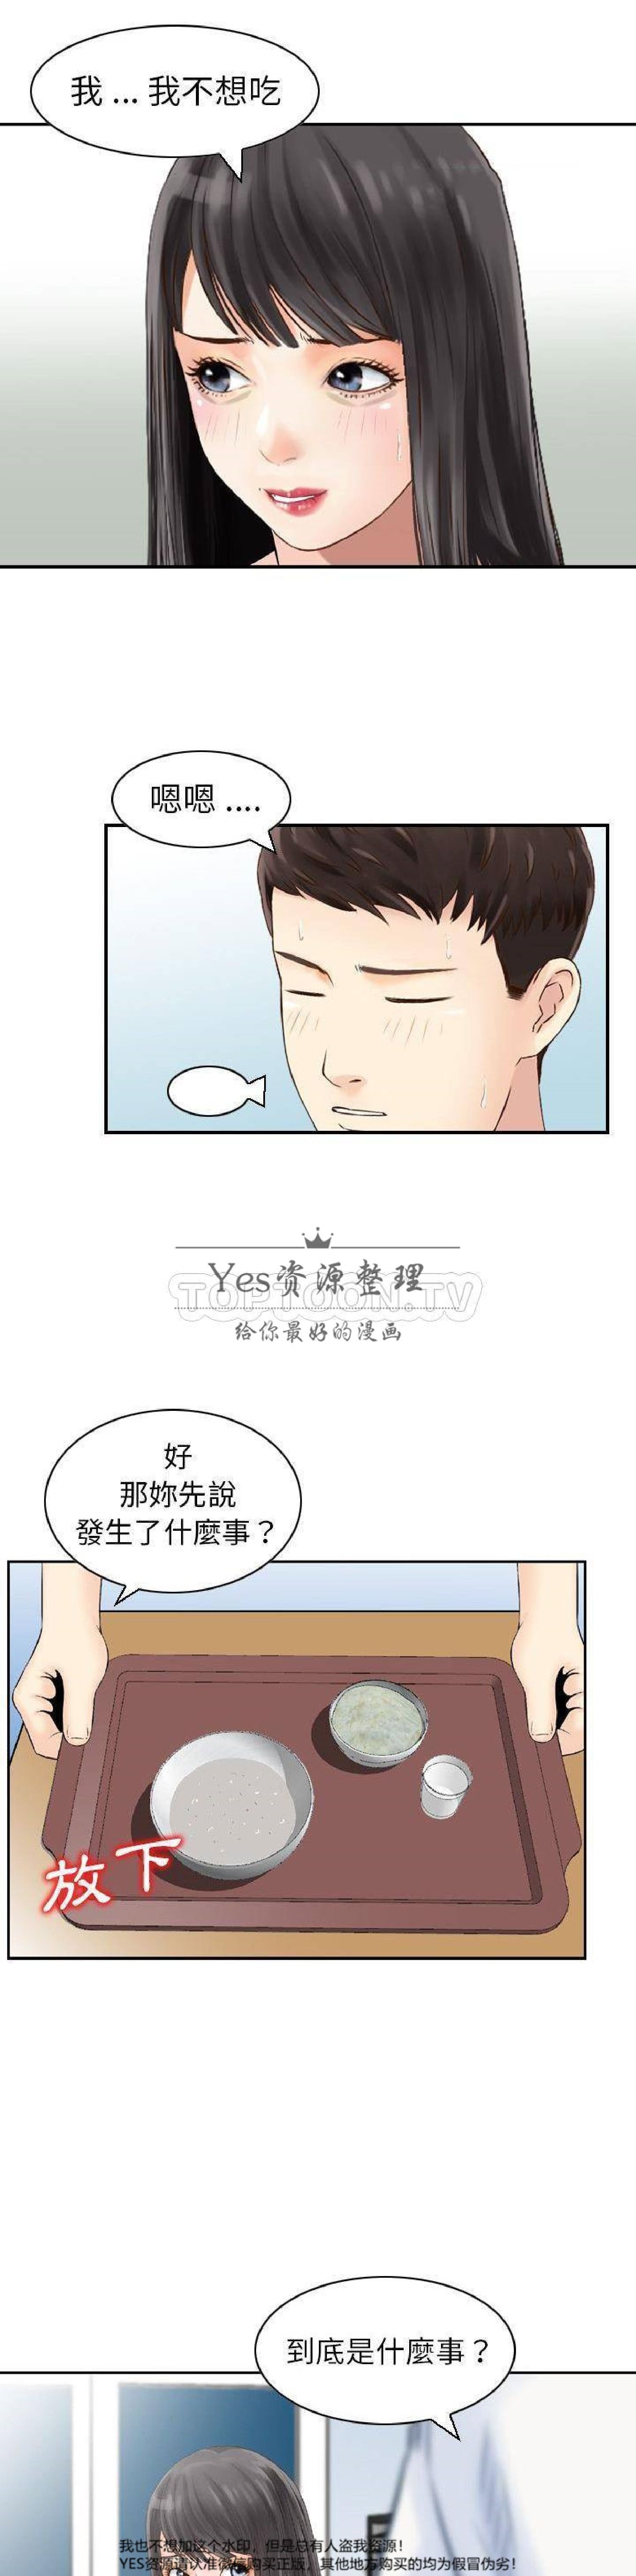 我 ... 我不想吃
嗯嗯 ....
Yes资源整理
TOPTOON.TV
给你最好的漫画
好
那妳先說
發生了什麼事？
放下
到底是什麼事？
我也不想加这个水印，但是总有人盗我资源！
YES资源请认准微信购买正版，其他地方购买的均为假冒伪劣！